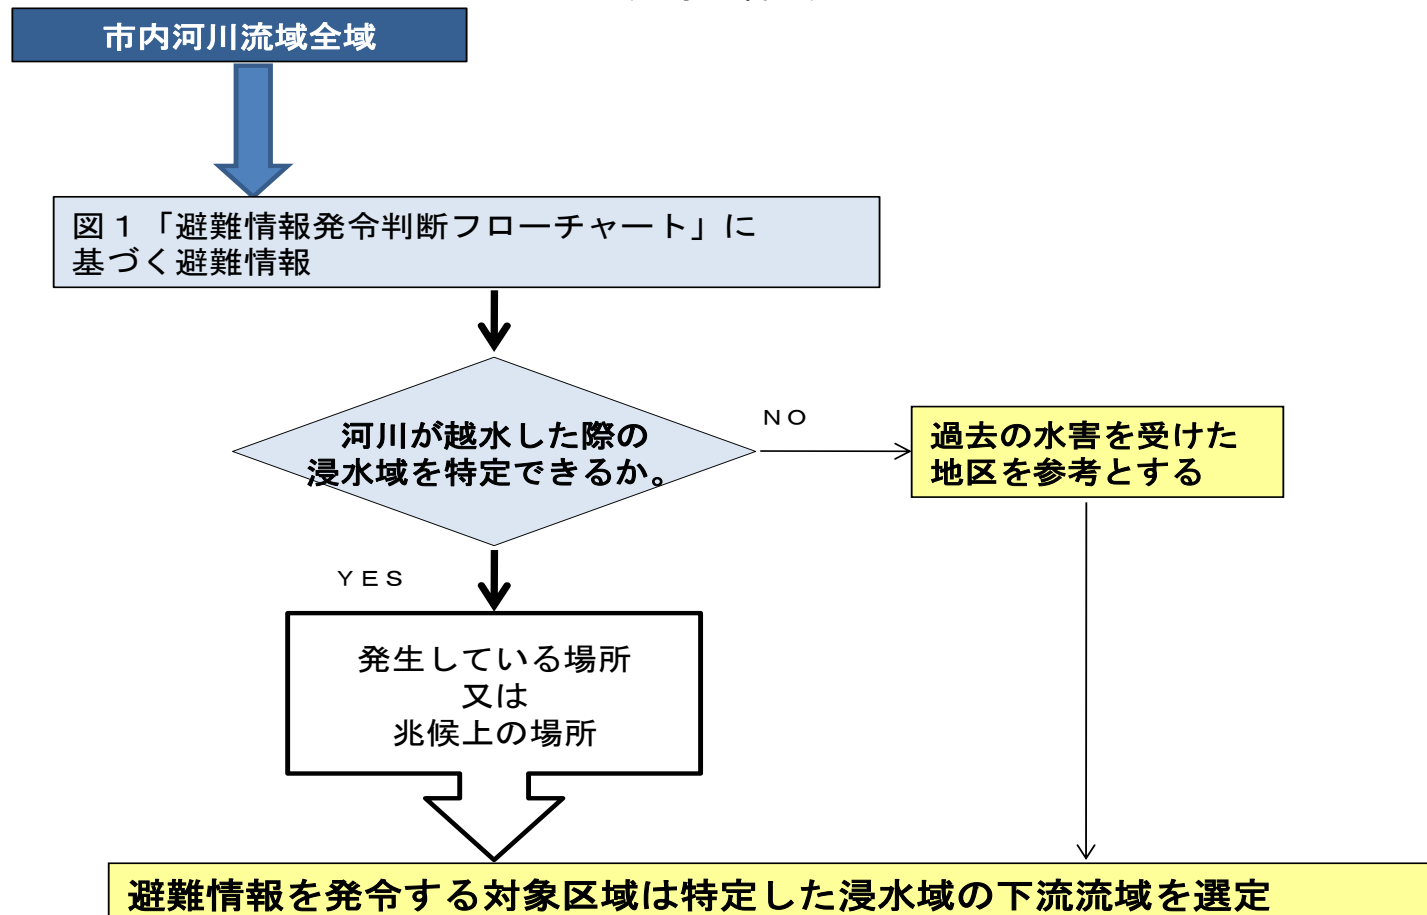 市内河川流域全域
図１「避難情報発令判断フローチャート」に
基づく避難情報
河川が越水した際の
浸水域を特定できるか。
ＮＯ
過去の水害を受けた
地区を参考とする
ＹＥＳ
発生している場所
又は
兆候上の場所
避難情報を発令する対象区域は特定した浸水域の下流流域を選定